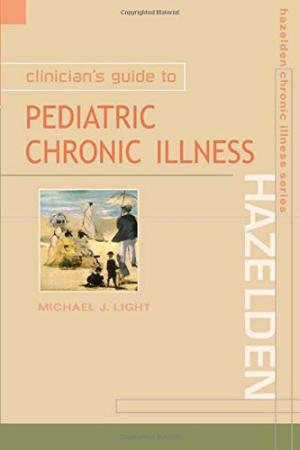 clinician's guide to
PEDIATRIC
CHRONIC ILLNESS
MICHAEL J. LIGHT
hazelden chronic illness series
HAZELDEN